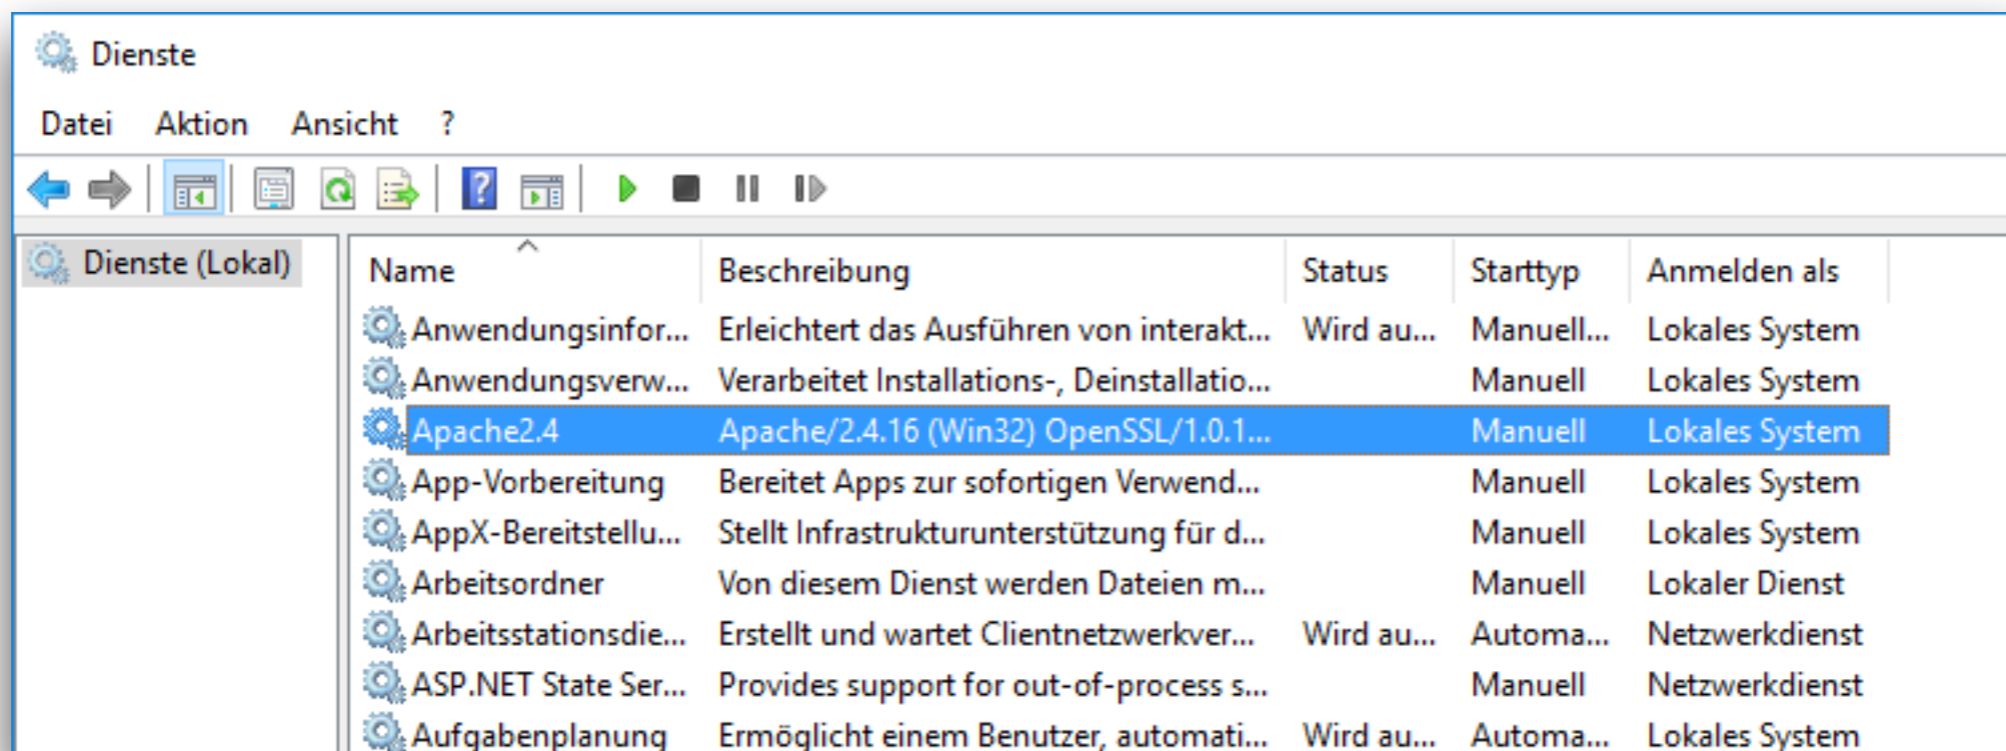 Dienste
Datei Aktion Ansicht ?
Dienste (Lokal)
Name Beschreibung Status Starttyp Anmelden als
Anwendungsinfor... Erleichtert das Ausführen von interakt... Wird au... Manuell... Lokales System
Anwendungsverw... Verarbeitet Installations-, Deinstallatio... Manuell Lokales System
Apache2.4 Apache/2.4.16 (Win32) OpenSSL/1.0.1... Manuell Lokales System
App-Vorbereitung Bereitet Apps zur sofortigen Verwend... Manuell Lokales System
AppX-Bereitstellu... Stellt Infrastrukturunterstützung für d... Manuell Lokales System
Arbeitsordner Von diesem Dienst werden Dateien m... Manuell Lokaler Dienst
Arbeitsstationsdie... Erstellt und wartet Clientnetzwerkver... Wird au... Automa... Netzwerkdienst
ASP.NET State Ser... Provides support for out-of-process s... Manuell Netzwerkdienst
Aufgabenplanung Ermöglicht einem Benutzer, automati... Wird au... Automa... Lokales System